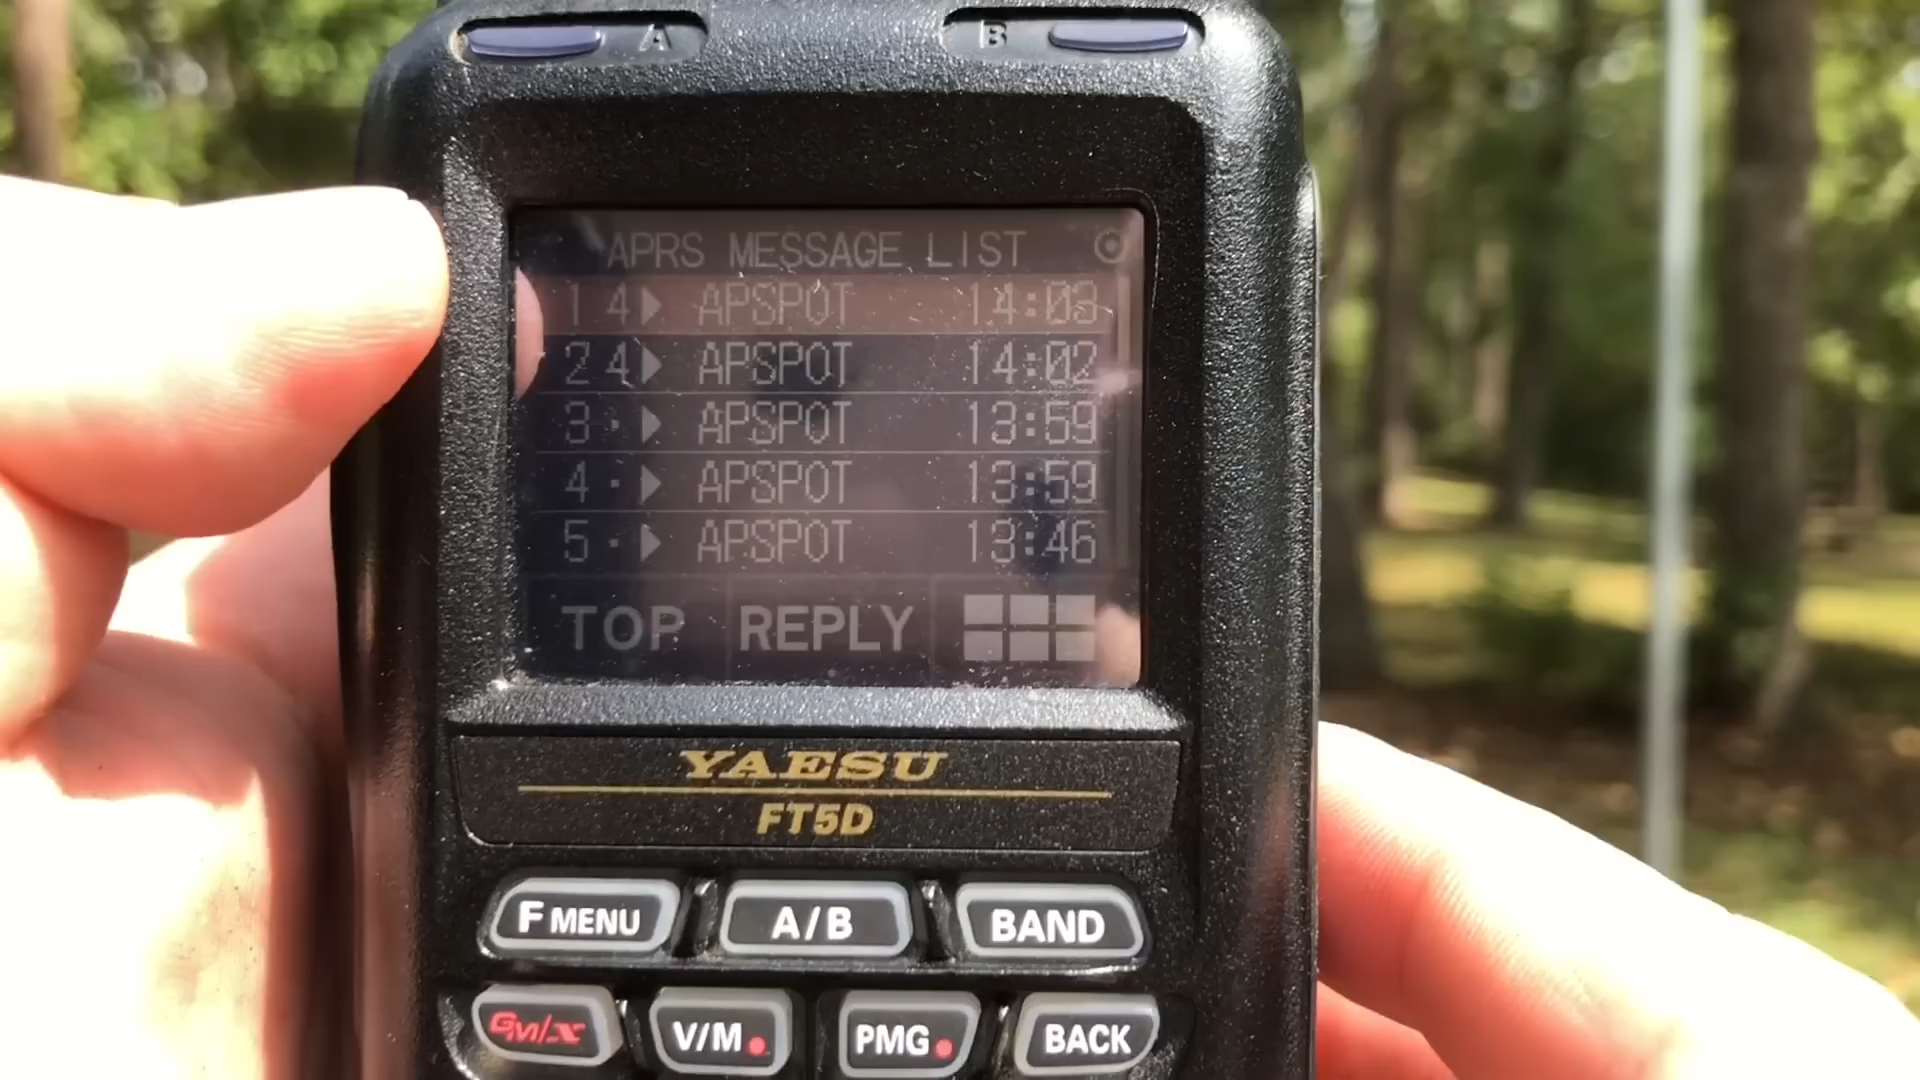 A B
APRS MESSAGE LIST
1 4▶ APSPOT 14:03
2 4▶ APSPOT 14:02
3 · ▶ APSPOT 13:59
4 · ▶ APSPOT 13:59
5 · ▶ APSPOT 13:46
TOP REPLY
YAESU
FT5D
F MENU A/B BAND
GM/X V/M PMG BACK